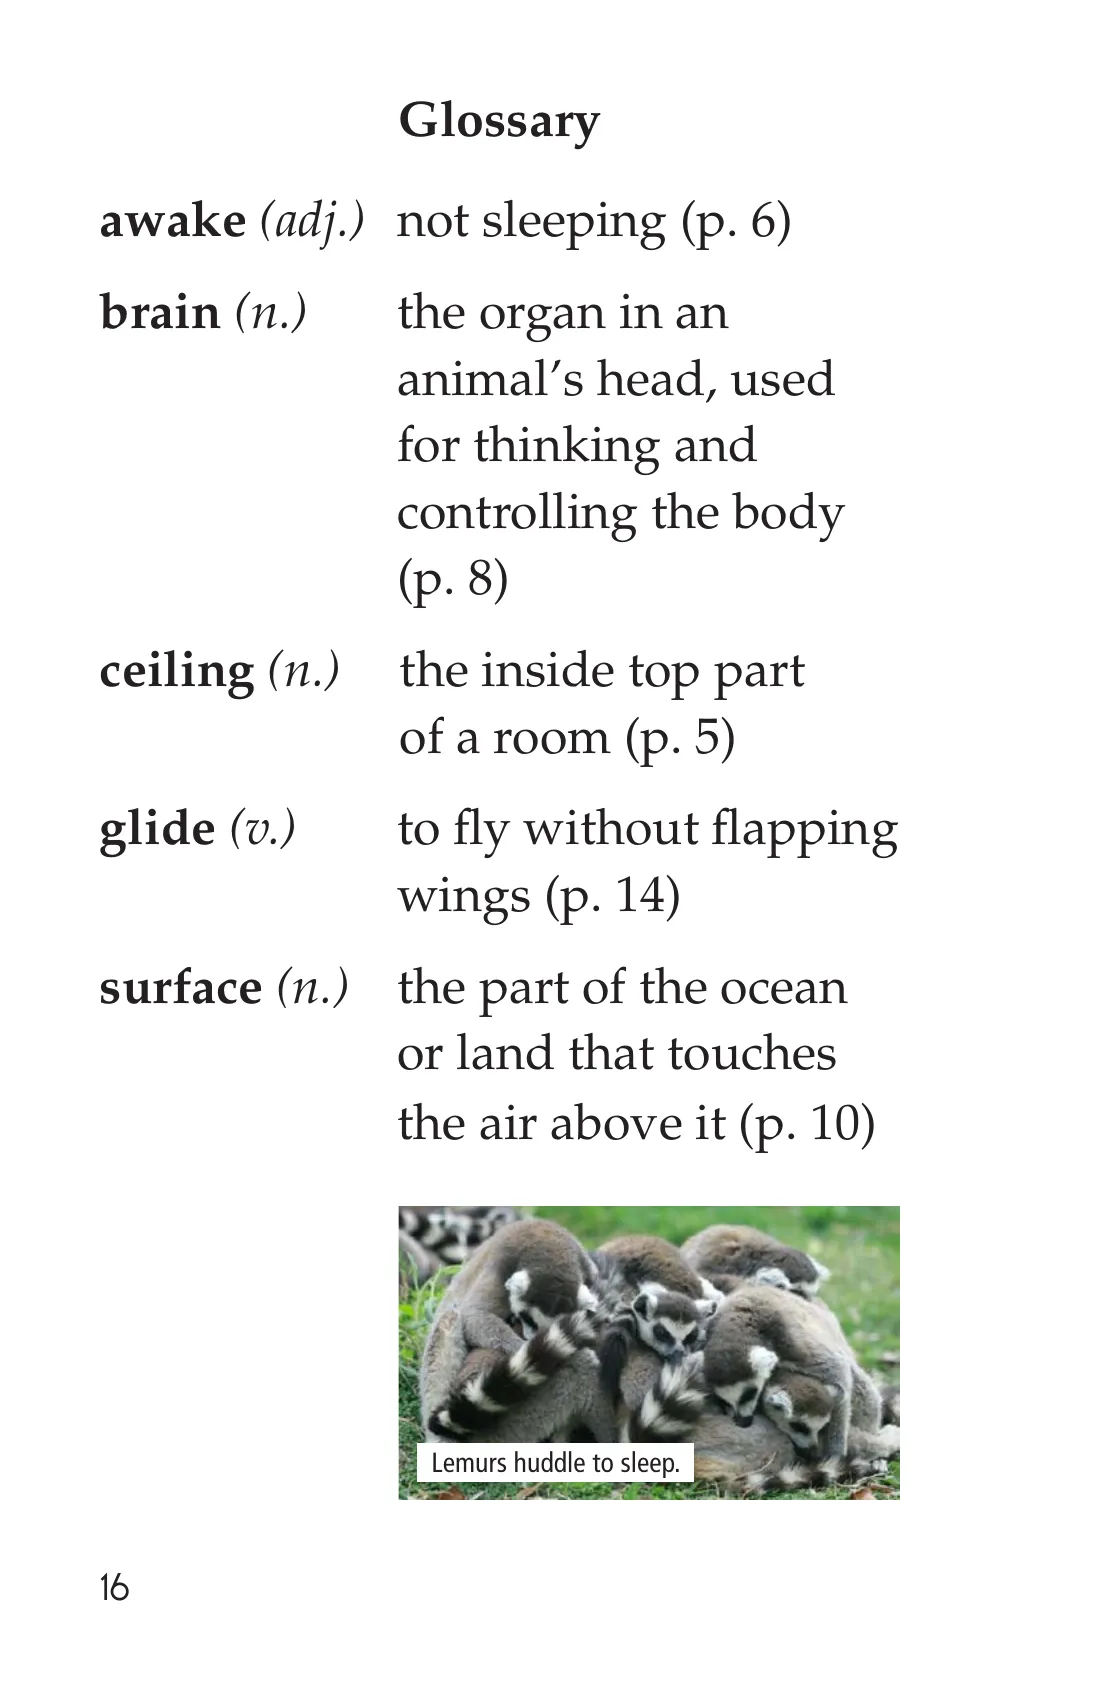 Glossary
awake (adj.) not sleeping (p. 6)
brain (n.) the organ in an
animal’s head, used
for thinking and
controlling the body
(p. 8)
ceiling (n.) the inside top part
of a room (p. 5)
glide (v.) to fly without flapping
wings (p. 14)
surface (n.) the part of the ocean
or land that touches
the air above it (p. 10)
Lemurs huddle to sleep.
16